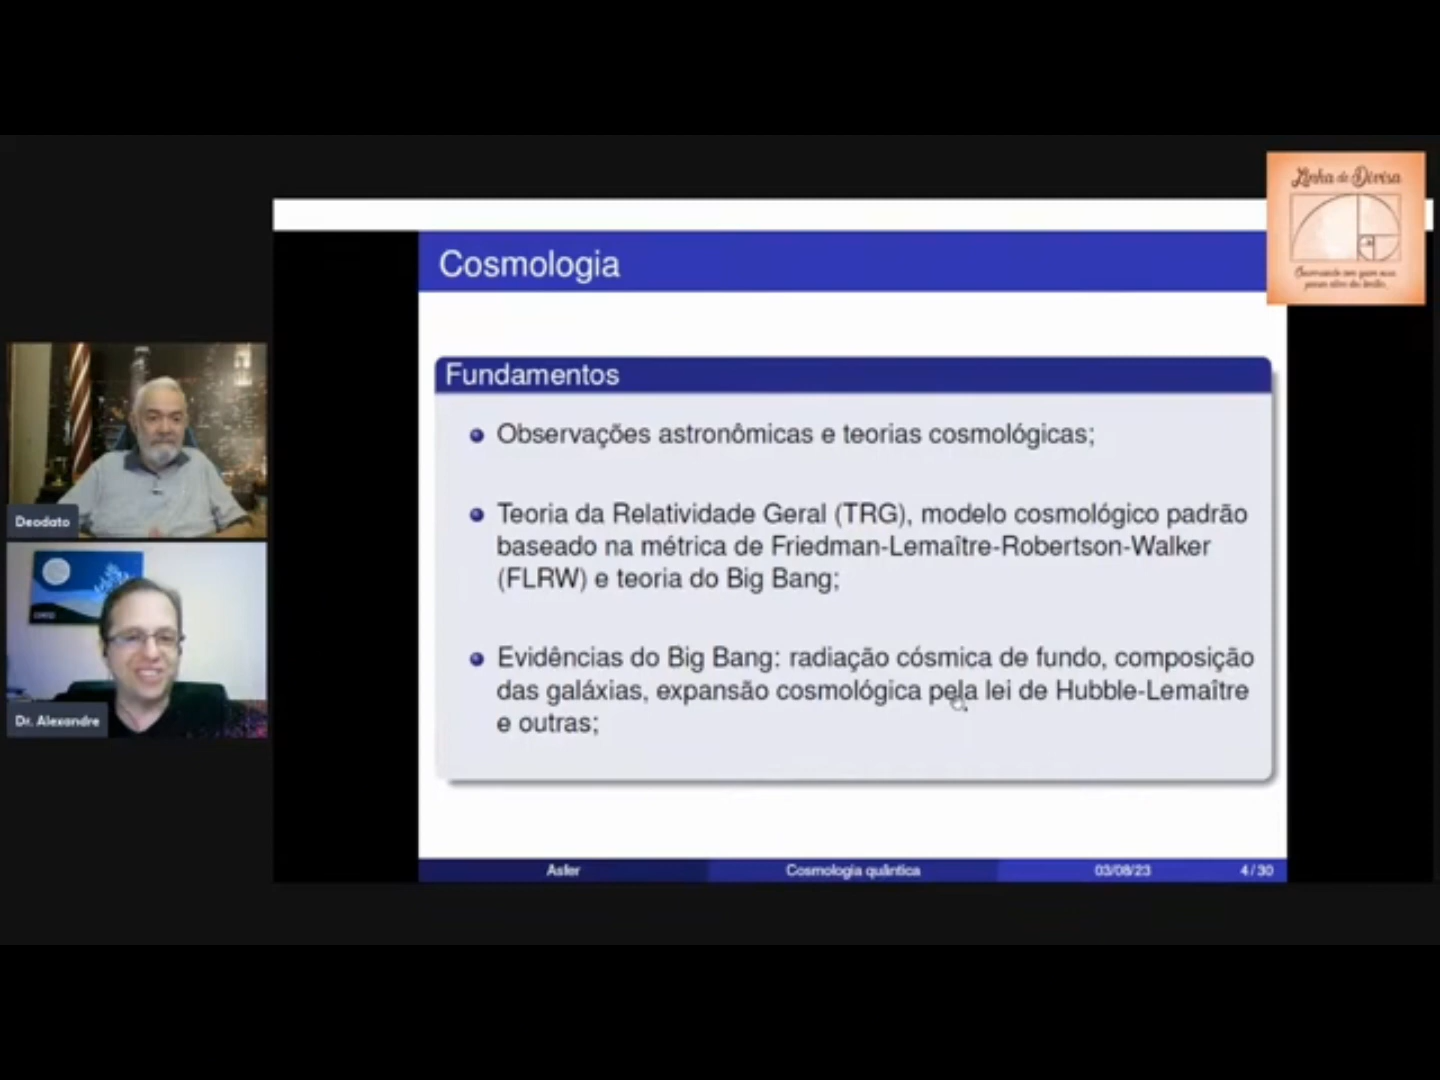 Linha de Divisa
Cosmologia
Fundamentos
Observações astronômicas e teorias cosmológicas;
Teoria da Relatividade Geral (TRG), modelo cosmológico padrão
baseado na métrica de Friedman-Lemaître-Robertson-Walker
(FLRW) e teoria do Big Bang;
Evidências do Big Bang: radiação cósmica de fundo, composição
das galáxias, expansão cosmológica pela lei de Hubble-Lemaître
e outras;
Deodato
Dr. Alexandre
Asfer
Cosmologia quântica
03/08/23
4/30